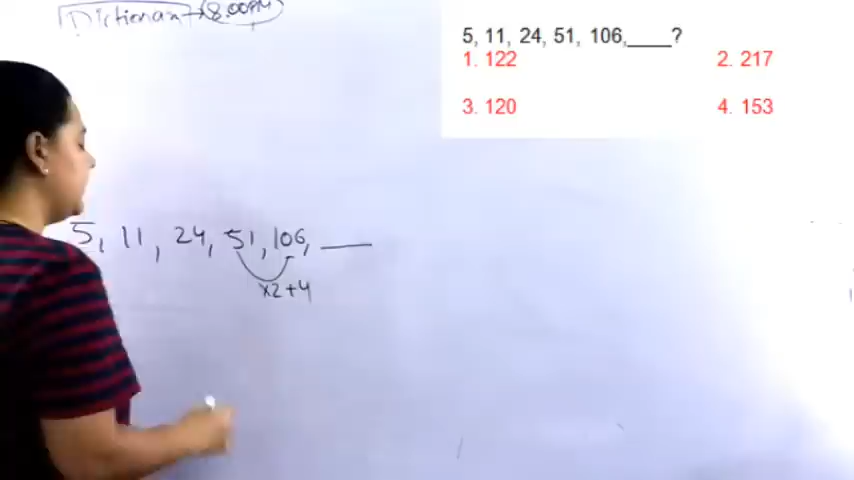 Dictionary → 8.00PM
5, 11, 24, 51, 106,____?
1. 122 2. 217
3. 120 4. 153
5, 11, 24, 51, 106, ___
×2+4